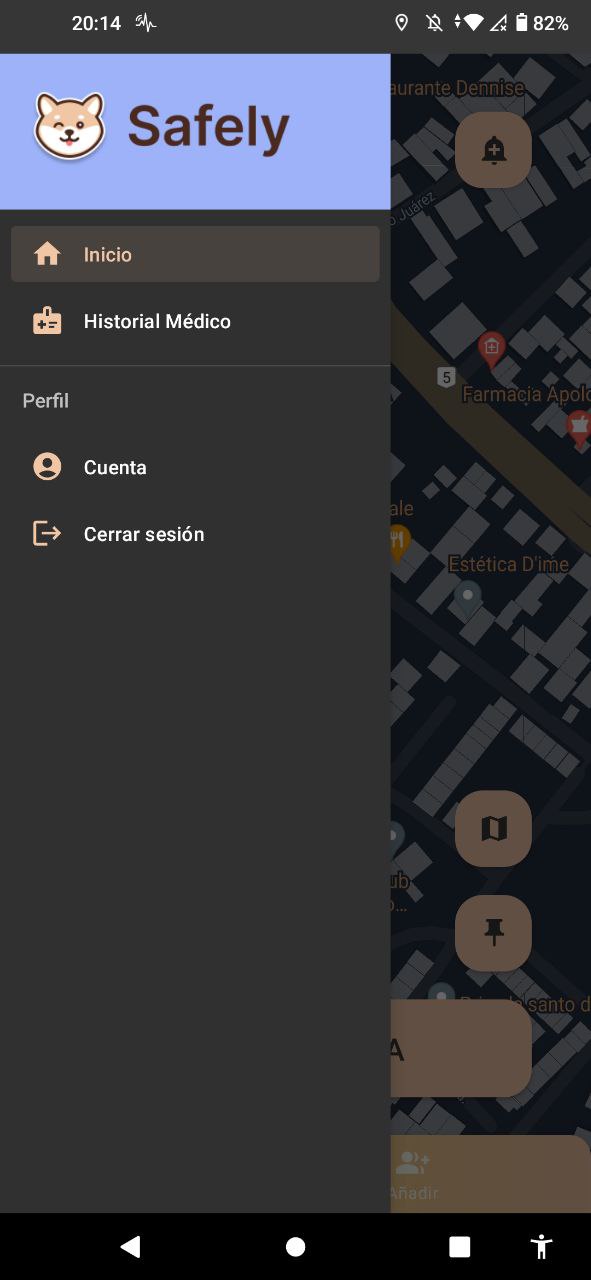 20:14
82%
aurante Dennise
Safely
o Juárez
Inicio
Historial Médico
5
Farmacia Apolo
Perfil
Cuenta
ale
Cerrar sesión
Estética D'ime
ub
o...
santo d
A
Añadir